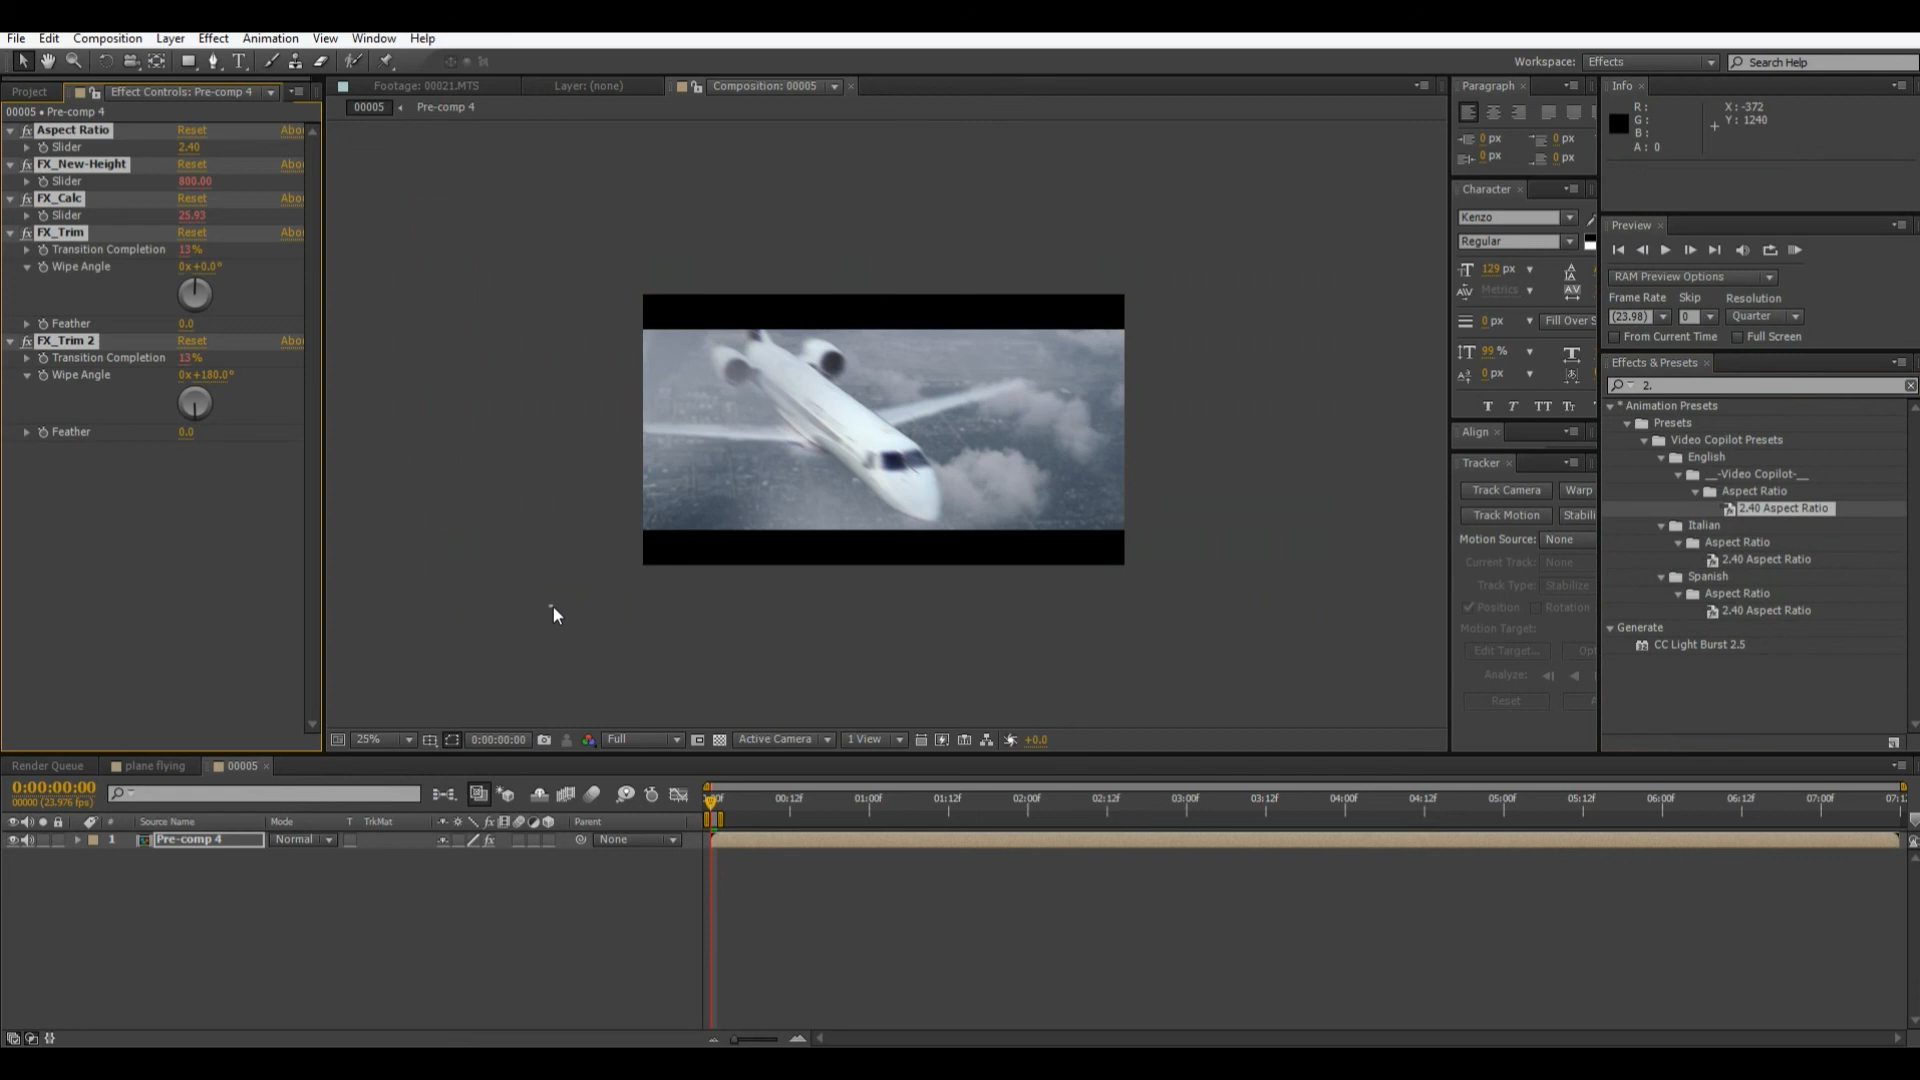 File Edit Layer Composition Layer Effect Animation View Window Help
Workspace: Effects
Search Help
Project
Effect Controls: Pre-comp 4
Footage: 00021.MTS
Layer: (none)
Composition: 00005
00005
Pre-comp 4
00005 • Pre-comp 4
Aspect Ratio Reset Abo
Slider 2.40
FX_New-Height Reset Abo
Slider 800.00
FX_Calc Reset Abo
Slider 25.93
FX_Trim Reset Abo
Transition Completion 13%
Wipe Angle 0x+0.0°
Feather 0.0
FX_Trim 2 Reset Abo
Transition Completion 13%
Wipe Angle 0x+180.0°
Feather 0.0
25%
0:00:00:00
Full
Active Camera
1 View
+0.0
Paragraph
0 px 0 px
0 px 0 px
Character
Kenzo
Regular
129 px
Metrics
0 px Fill Over S
99 %
0 px
T T TT Tr
Align
Tracker
Track Camera Warp
Track Motion Stabili
Motion Source: None
Current Track: None
Track Type: Stabilize
Position Rotation
Motion Target:
Edit Target... Opt
Analyze:
Reset
Info
R: X: -372
G: Y: 1240
B:
A: 0
Preview
RAM Preview Options
Frame Rate Skip Resolution
(23.98) 0 Quarter
From Current Time Full Screen
Effects & Presets
2.
* Animation Presets
Presets
Video Copilot Presets
English
__-Video Copilot-__
Aspect Ratio
2.40 Aspect Ratio
Italian
Aspect Ratio
2.40 Aspect Ratio
Spanish
Aspect Ratio
2.40 Aspect Ratio
Generate
CC Light Burst 2.5
Render Queue
plane flying
00005
0:00:00:00
00000 (23.976 fps)
# Source Name Mode T TrkMat Parent
1 Pre-comp 4 Normal None
00f 00:12f 01:00f 01:12f 02:00f 02:12f 03:00f 03:12f 04:00f 04:12f 05:00f 05:12f 06:00f 06:12f 07:00f 07:1